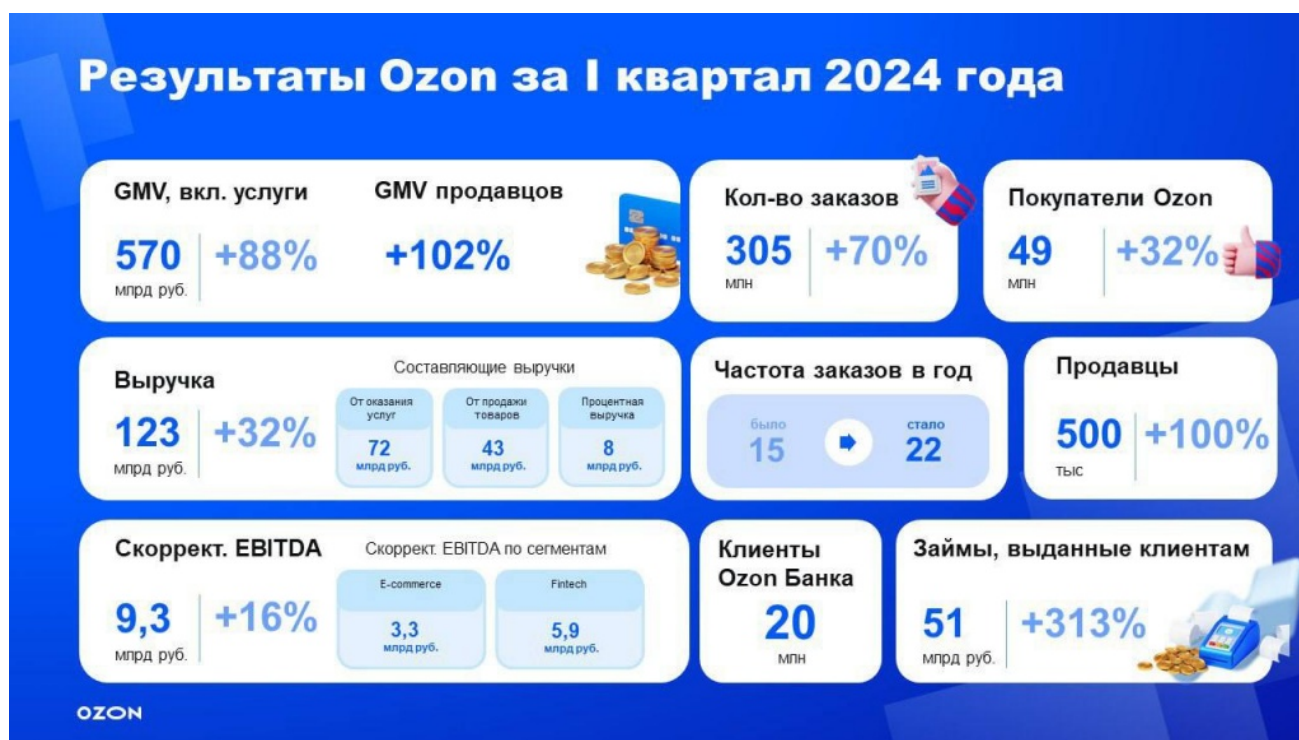 Результаты Ozon за I квартал 2024 года
GMV, вкл. услуги
570
млрд руб.
+88%
GMV продавцов
+102%
Кол-во заказов
305
млн
+70%
Покупатели Ozon
49
млн
+32%
Выручка
123
млрд руб.
+32%
Составляющие выручки
От оказания
услуг
72
млрд руб.
От продажи
товаров
43
млрд руб.
Процентная
выручка
8
млрд руб.
Частота заказов в год
было
15
стало
22
Продавцы
500
тыс
+100%
Скоррект. EBITDA
9,3
млрд руб.
+16%
Скоррект. EBITDA по сегментам
E-commerce
3,3
млрд руб.
Fintech
5,9
млрд руб.
Клиенты
Ozon Банка
20
млн
Займы, выданные клиентам
51
млрд руб.
+313%
OZON